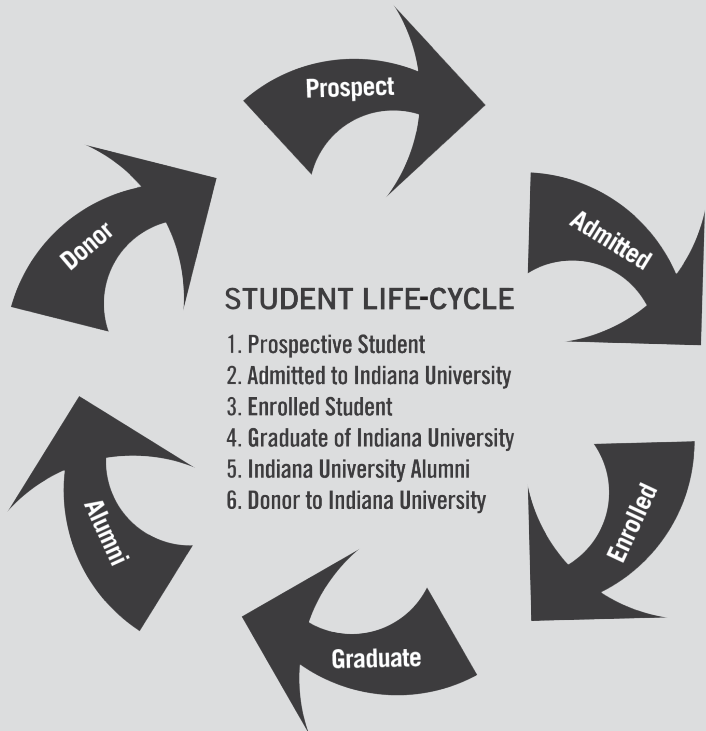 Prospect
Admitted
Donor
STUDENT LIFE-CYCLE
1. Prospective Student
2. Admitted to Indiana University
3. Enrolled Student
4. Graduate of Indiana University
5. Indiana University Alumni
6. Donor to Indiana University
Enrolled
Alumni
Graduate